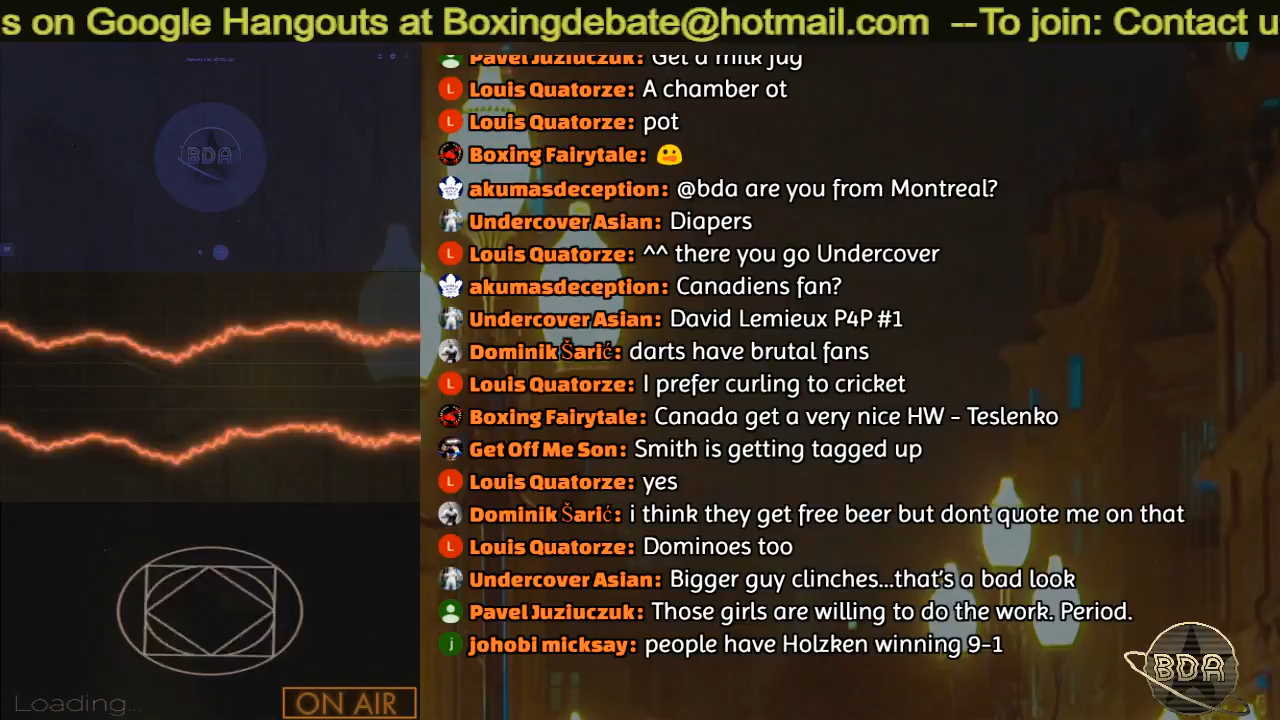 s on Google Hangouts at Boxingdebate@hotmail.com --To join: Contact u
BDA
Pavel Juziuczuk: Get a milk jug
Louis Quatorze: A chamber ot
Louis Quatorze: pot
Boxing Fairytale:
akumasdeception: @bda are you from Montreal?
Undercover Asian: Diapers
Louis Quatorze: ^^ there you go Undercover
akumasdeception: Canadiens fan?
Undercover Asian: David Lemieux P4P #1
Dominik Šarić: darts have brutal fans
Louis Quatorze: I prefer curling to cricket
Boxing Fairytale: Canada get a very nice HW - Teslenko
Get Off Me Son: Smith is getting tagged up
Louis Quatorze: yes
Dominik Šarić: i think they get free beer but dont quote me on that
Louis Quatorze: Dominoes too
Undercover Asian: Bigger guy clinches...that's a bad look
Pavel Juziuczuk: Those girls are willing to do the work. Period.
johobi micksay: people have Holzken winning 9-1
Loading...
ON AIR
BDA